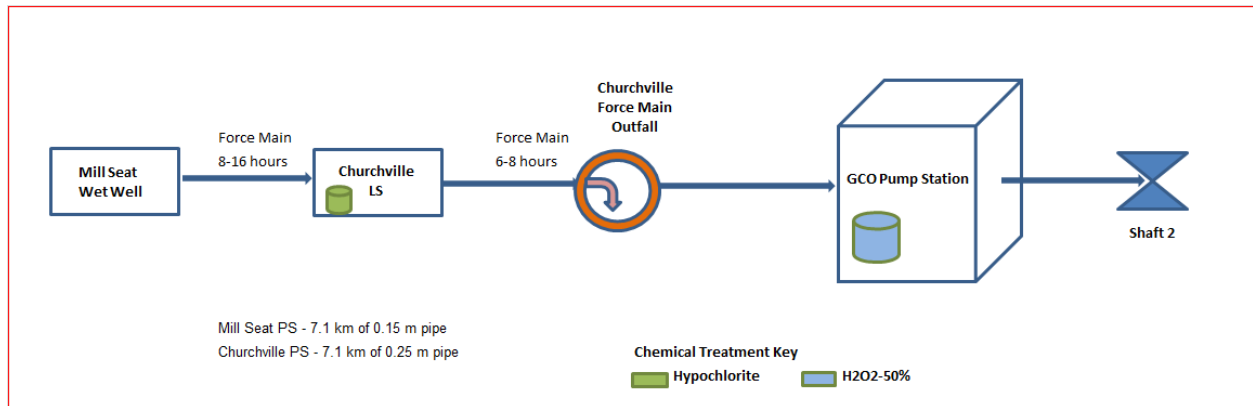 Mill Seat
Wet Well
Force Main
8-16 hours
Churchville
LS
Force Main
6-8 hours
Churchville
Force Main
Outfall
GCO Pump Station
Shaft 2
Mill Seat PS - 7.1 km of 0.15 m pipe
Churchville PS - 7.1 km of 0.25 m pipe
Chemical Treatment Key
Hypochlorite
H2O2-50%